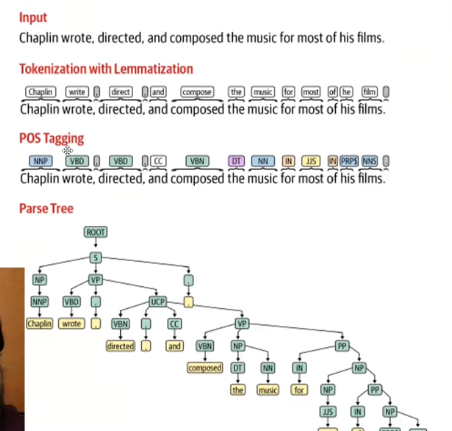 Input
Chaplin wrote, directed, and composed the music for most of his films.
Tokenization with Lemmatization
Chaplin write , direct , and compose the music for most of he film .
Chaplin wrote, directed, and composed the music for most of his films.
POS Tagging
NNP VBD , VBD , CC VBN DT NN IN JJS IN PRP$ NNS .
Chaplin wrote, directed, and composed the music for most of his films.
Parse Tree
ROOT
S
NP VP .
NNP VBD , UCP .
Chaplin wrote , VBN , CC VP
directed , and VBN NP PP
composed DT NN IN NP
the music for NP PP
JJS IN NP